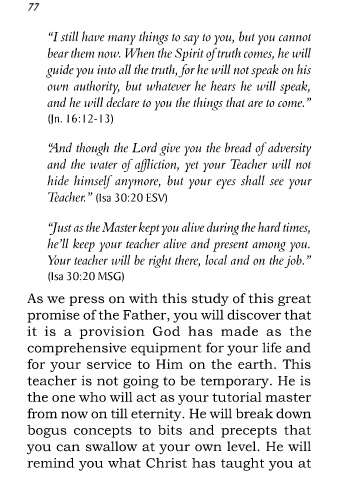 77
“I still have many things to say to you, but you cannot
bear them now. When the Spirit of truth comes, he will
guide you into all the truth, for he will not speak on his
own authority, but whatever he hears he will speak,
and he will declare to you the things that are to come.”
(Jn. 16:12-13)
“And though the Lord give you the bread of adversity
and the water of affliction, yet your Teacher will not
hide himself anymore, but your eyes shall see your
Teacher.” (Isa 30:20 ESV)
“Just as the Master kept you alive during the hard times,
he’ll keep your teacher alive and present among you.
Your teacher will be right there, local and on the job.”
(Isa 30:20 MSG)
As we press on with this study of this great
promise of the Father, you will discover that
it is a provision God has made as the
comprehensive equipment for your life and
for your service to Him on the earth. This
teacher is not going to be temporary. He is
the one who will act as your tutorial master
from now on till eternity. He will break down
bogus concepts to bits and precepts that
you can swallow at your own level. He will
remind you what Christ has taught you at